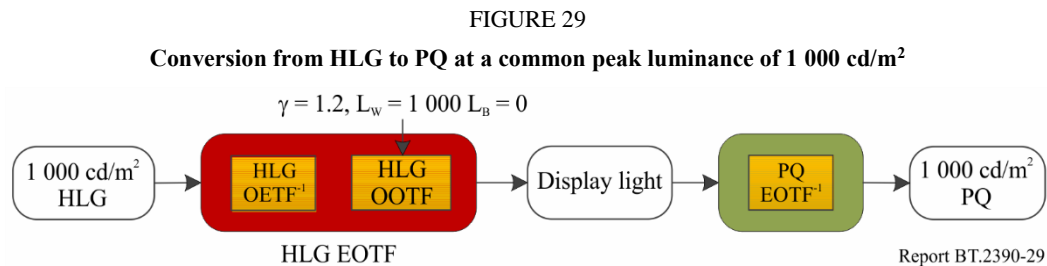 FIGURE 29
Conversion from HLG to PQ at a common peak luminance of 1 000 cd/m²
γ = 1.2, L_W = 1 000 L_B = 0
1 000 cd/m²
HLG
HLG
OETF⁻¹
HLG
OOTF
Display light
PQ
EOTF⁻¹
1 000 cd/m²
PQ
HLG EOTF
Report BT.2390-29